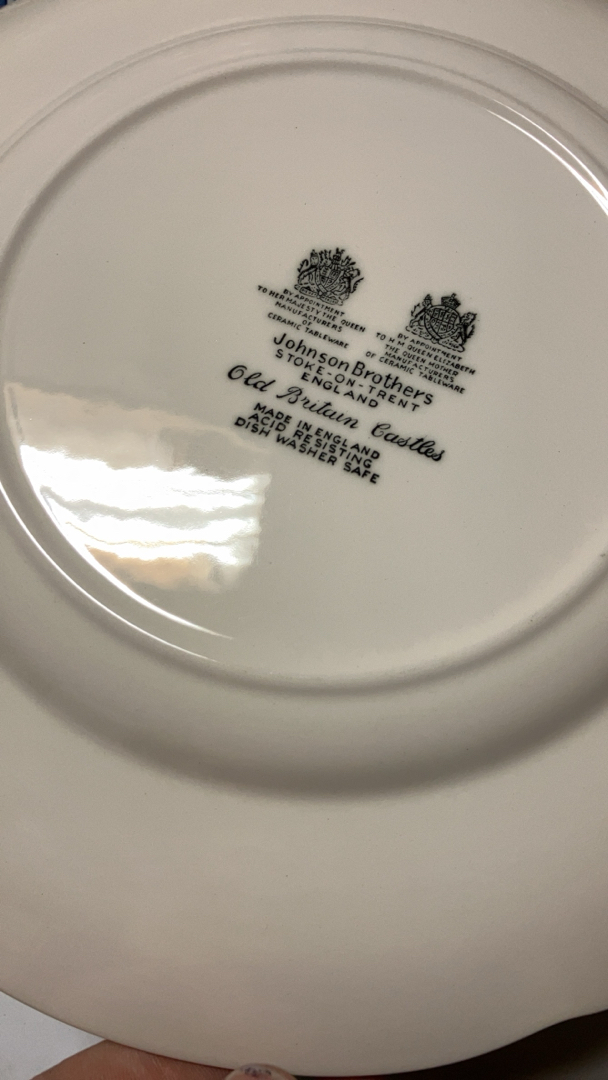 BY APPOINTMENT
TO HER MAJESTY THE QUEEN
MANUFACTURERS
OF
CERAMIC TABLEWARE
BY APPOINTMENT
TO H M QUEEN ELIZABETH
THE QUEEN MOTHER
MANUFACTURERS
OF CERAMIC TABLEWARE
Johnson Brothers
STOKE-ON-TRENT
ENGLAND
Old Britain Castles
MADE IN ENGLAND
ACID RESISTING
DISH WASHER SAFE